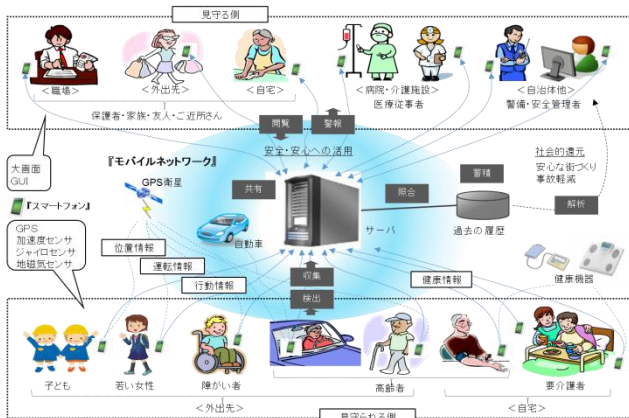 見守る側
＜職場＞
＜外出先＞
＜自宅＞
保護者・家族・友人・ご近所さん
＜病院・介護施設＞
医療従事者
＜自治体他＞
警備・安全管理者
大画面
GUI
閲覧
警報
安全・安心への活用
『モバイルネットワーク』
GPS衛星
共有
照合
蓄積
社会的還元
安心な街づくり
事故軽減
解析
『スマートフォン』
GPS
加速度センサ
ジャイロセンサ
地磁気センサ
自動車
サーバ
過去の履歴
位置情報
運転情報
行動情報
収集
検出
健康情報
健康機器
子ども
若い女性
障がい者
高齢者
要介護者
＜外出先＞
＜自宅＞
見守られる側